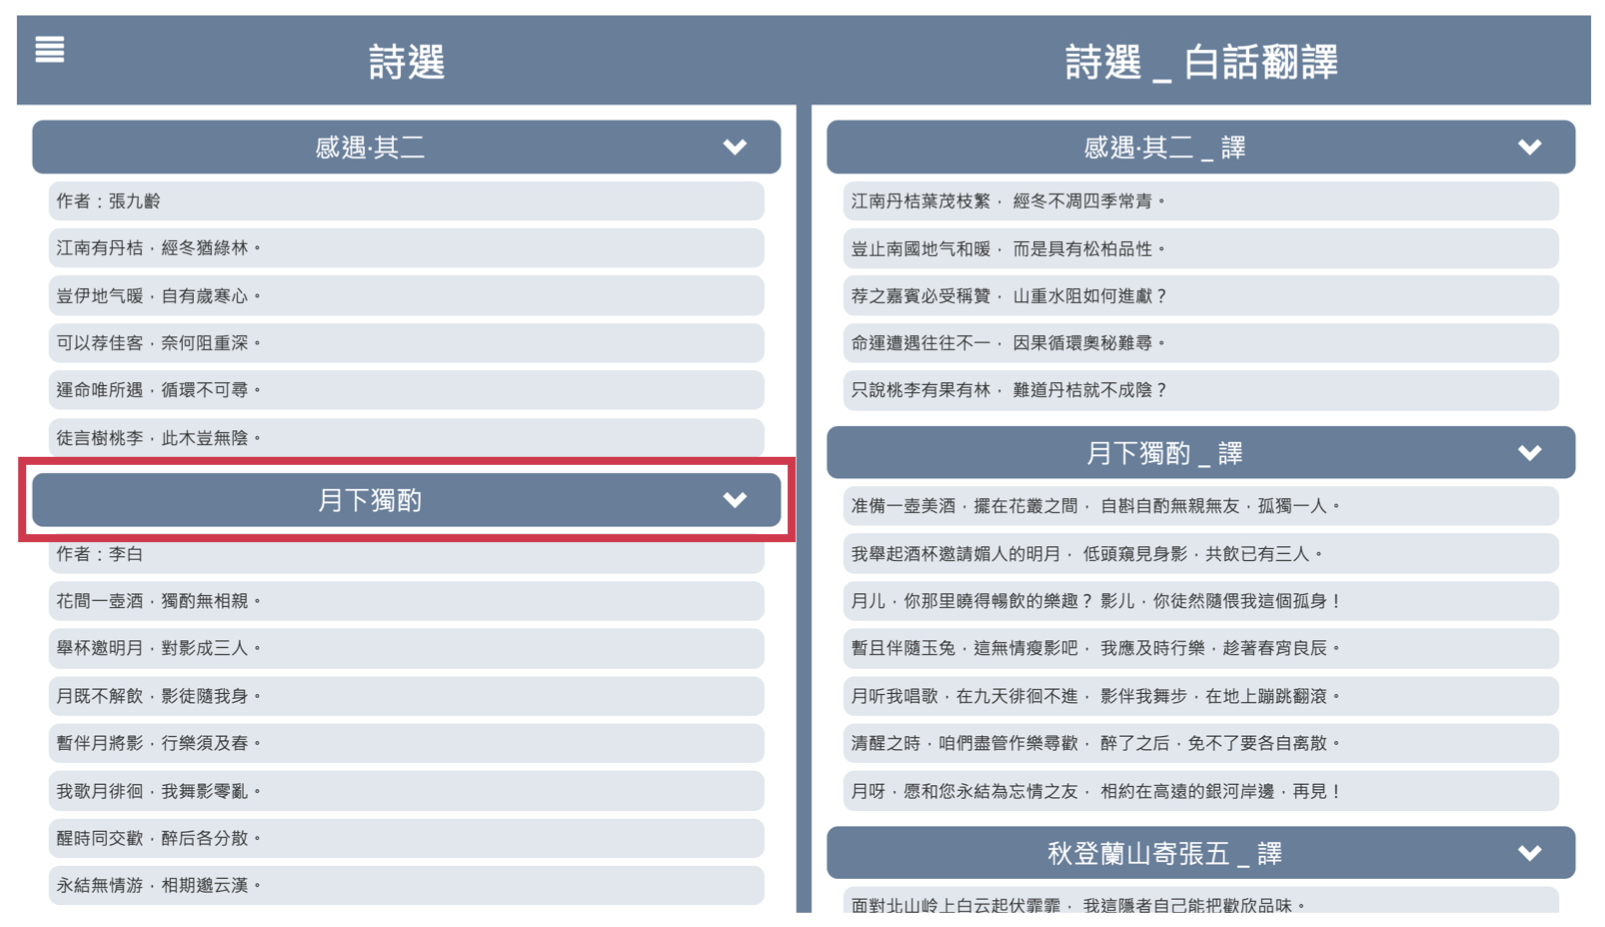 詩選
感遇·其二
作者：張九齡
江南有丹桔，經冬猶綠林。
豈伊地气暖，自有歲寒心。
可以荐佳客，奈何阻重深。
運命唯所遇，循環不可尋。
徒言樹桃李，此木豈無陰。
月下獨酌
作者：李白
花間一壺酒，獨酌無相親。
舉杯邀明月，對影成三人。
月既不解飲，影徒隨我身。
暫伴月將影，行樂須及春。
我歌月徘徊，我舞影零亂。
醒時同交歡，醉后各分散。
永結無情游，相期邈云漢。
詩選 _ 白話翻譯
感遇·其二 _ 譯
江南丹桔葉茂枝繁， 經冬不凋四季常青。
豈止南國地气和暖， 而是具有松柏品性。
荐之嘉賓必受稱贊， 山重水阻如何進獻？
命運遭遇往往不一， 因果循環奧秘難尋。
只說桃李有果有林， 難道丹桔就不成陰？
月下獨酌 _ 譯
准備一壺美酒，擺在花叢之間， 自斟自酌無親無友，孤獨一人。
我舉起酒杯邀請媚人的明月， 低頭窺見身影，共飲已有三人。
月儿，你那里曉得暢飲的樂趣？ 影儿，你徒然隨偎我這個孤身！
暫且伴隨玉兔，這無情瘦影吧， 我應及時行樂，趁著春宵良辰。
月听我唱歌，在九天徘徊不進， 影伴我舞步，在地上蹦跳翻滾。
清醒之時，咱們盡管作樂尋歡， 醉了之后，免不了要各自离散。
月呀，愿和您永結為忘情之友， 相約在高遠的銀河岸邊，再見！
秋登蘭山寄張五 _ 譯
面對北山岭上白云起伏霏霏， 我這隱者自己能把歡欣品味。